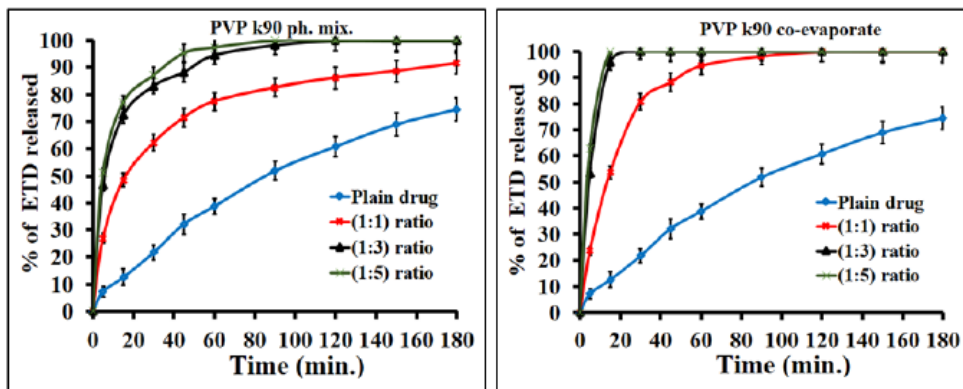 PVP k90 ph. mix.
% of ETD released
100
90
80
70
60
50
40
30
20
10
0
Plain drug
(1:1) ratio
(1:3) ratio
(1:5) ratio
0 20 40 60 80 100 120 140 160 180
Time (min.)
PVP k90 co-evaporate
% of ETD released
100
90
80
70
60
50
40
30
20
10
0
Plain drug
(1:1) ratio
(1:3) ratio
(1:5) ratio
0 20 40 60 80 100 120 140 160 180
Time (min.)